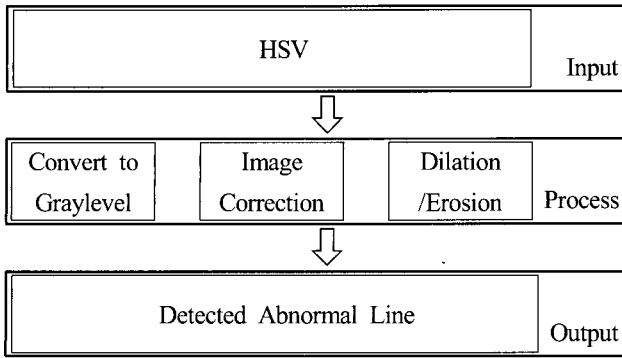 HSV
Input
Convert to
Graylevel
Image
Correction
Dilation
/Erosion
Process
Detected Abnormal Line
Output